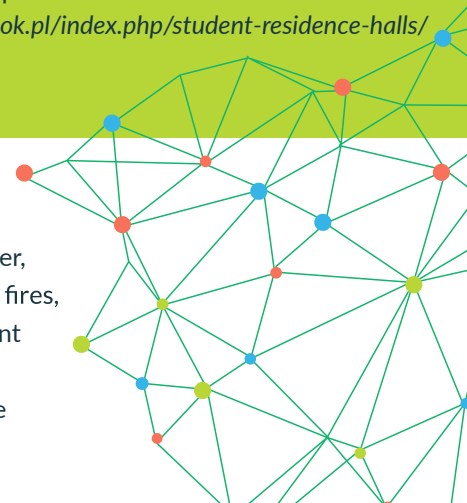 ok.pl/index.php/student-residence-halls/
er,
fires,
nt
e